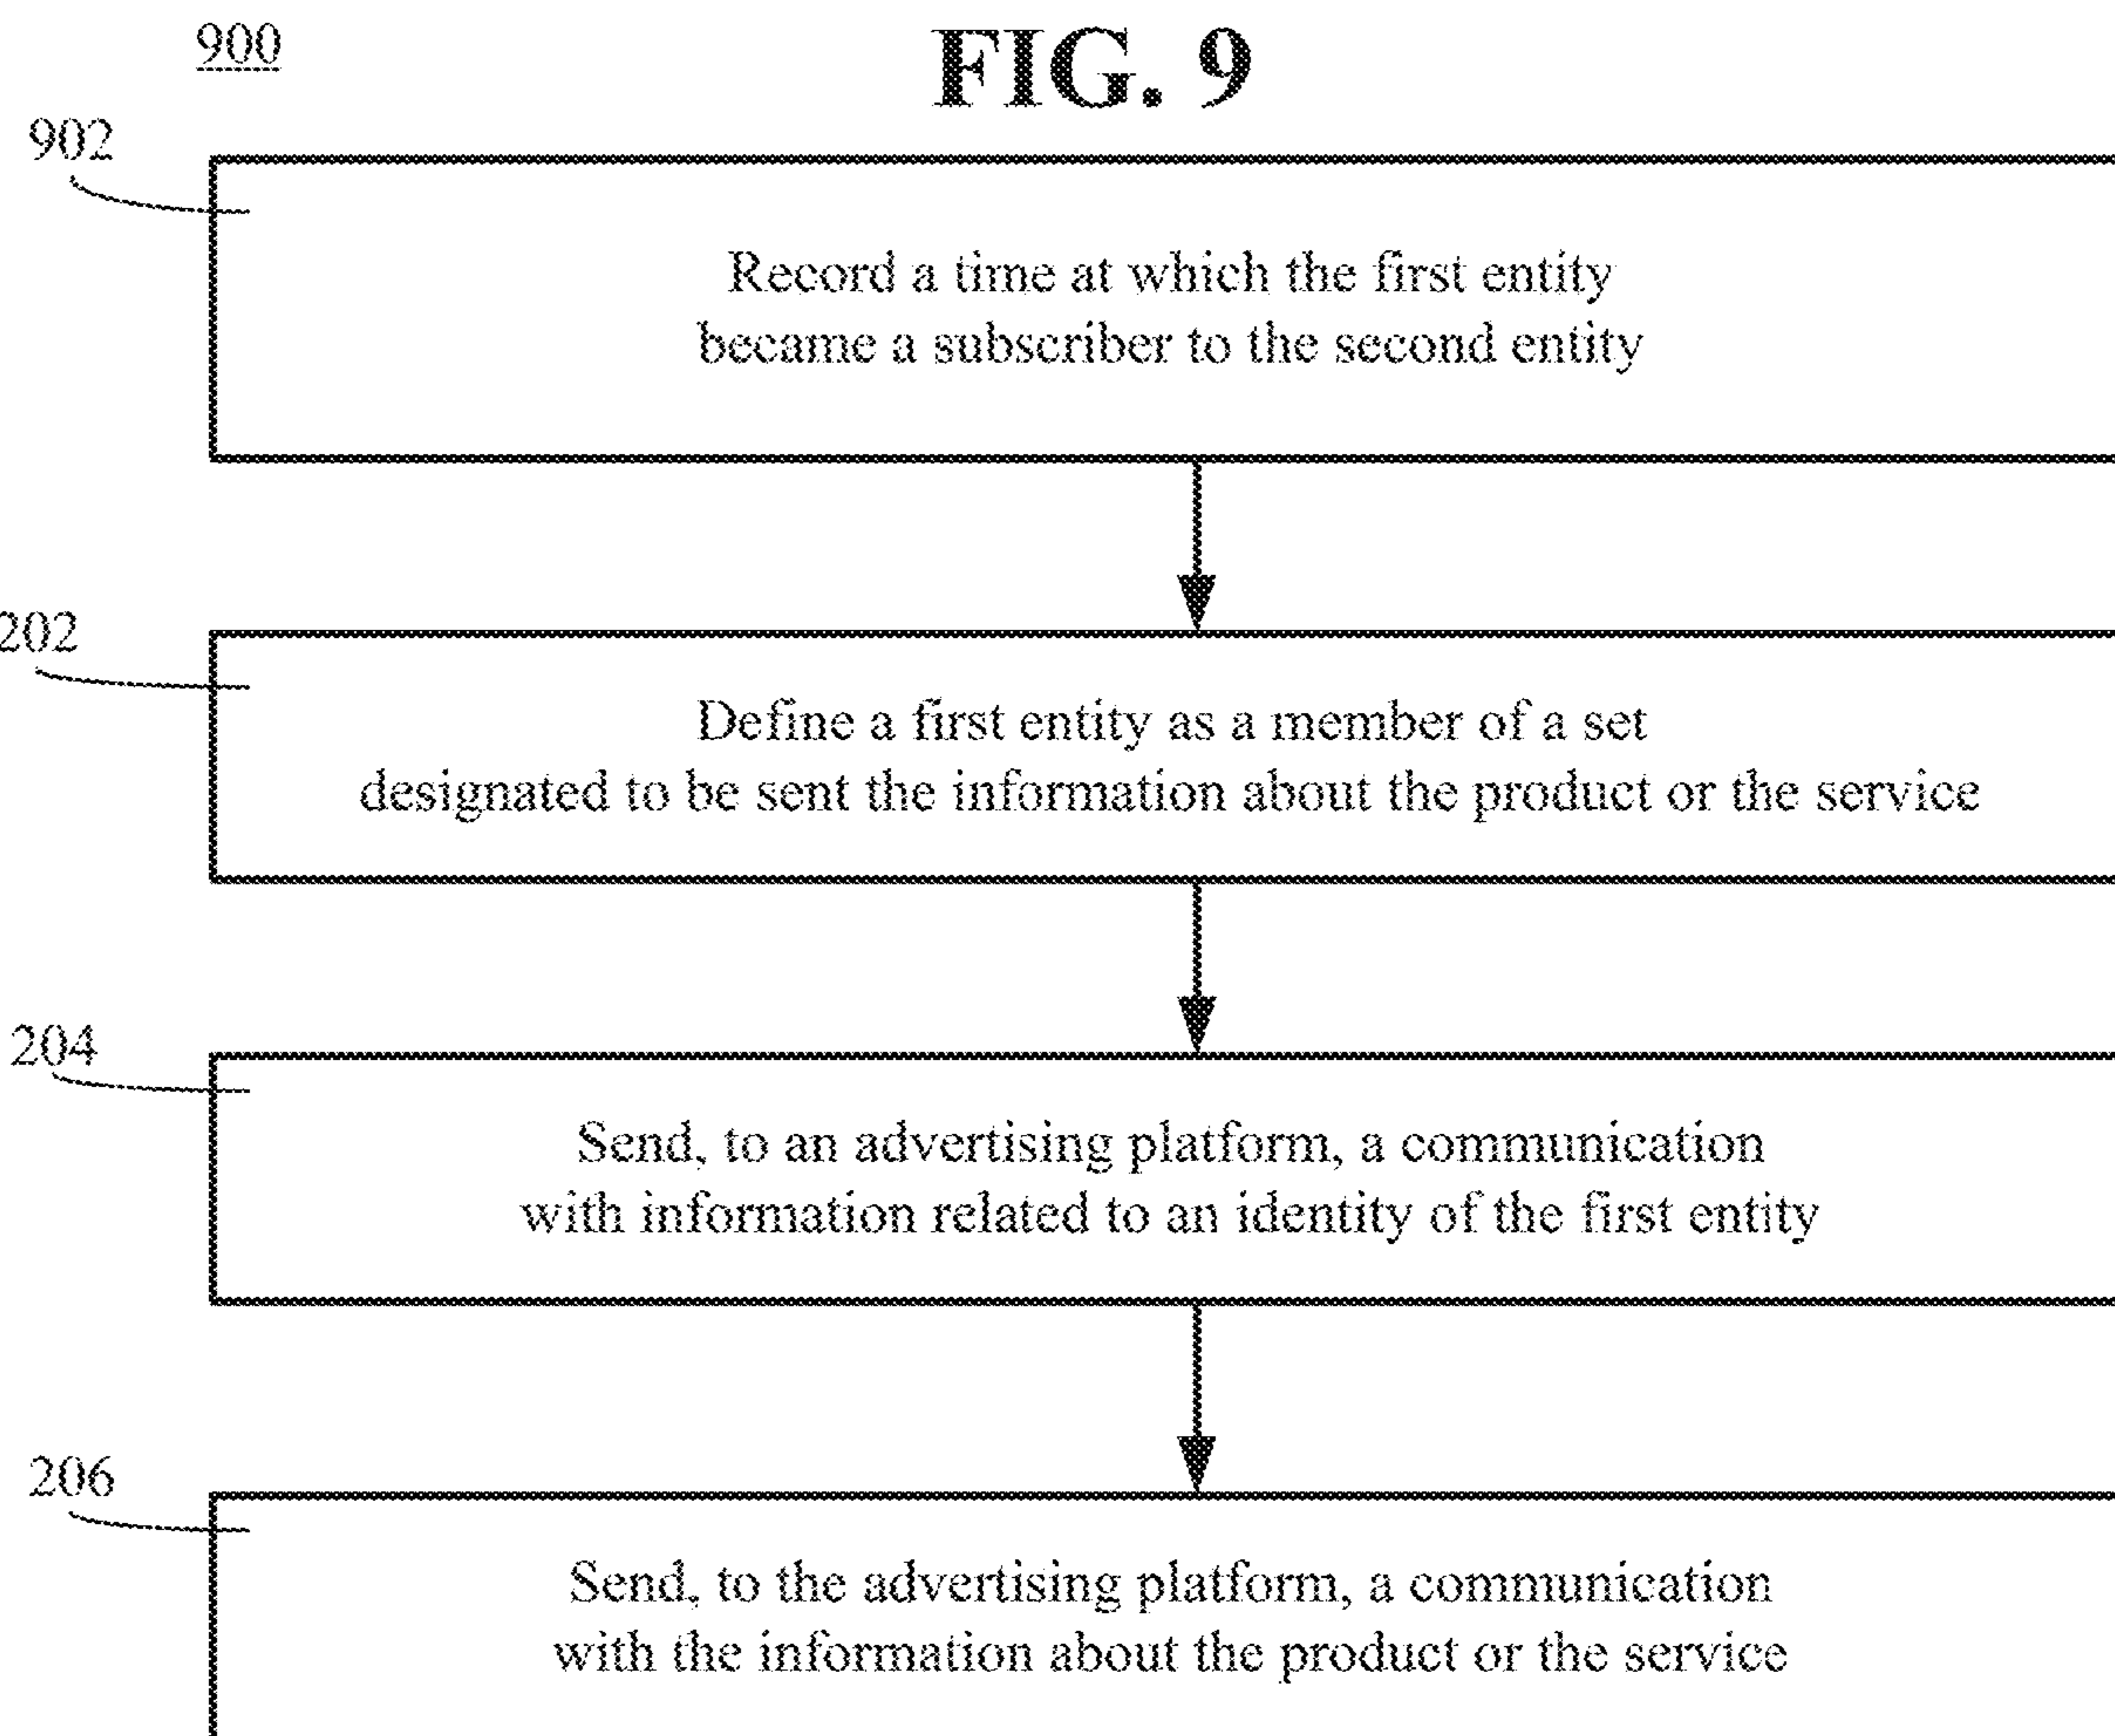 900
FIG. 9
902
Record a time at which the first entity
became a subscriber to the second entity
202
Define a first entity as a member of a set
designated to be sent the information about the product or the service
204
Send, to an advertising platform, a communication
with information related to an identity of the first entity
206
Send, to the advertising platform, a communication
with the information about the product or the service